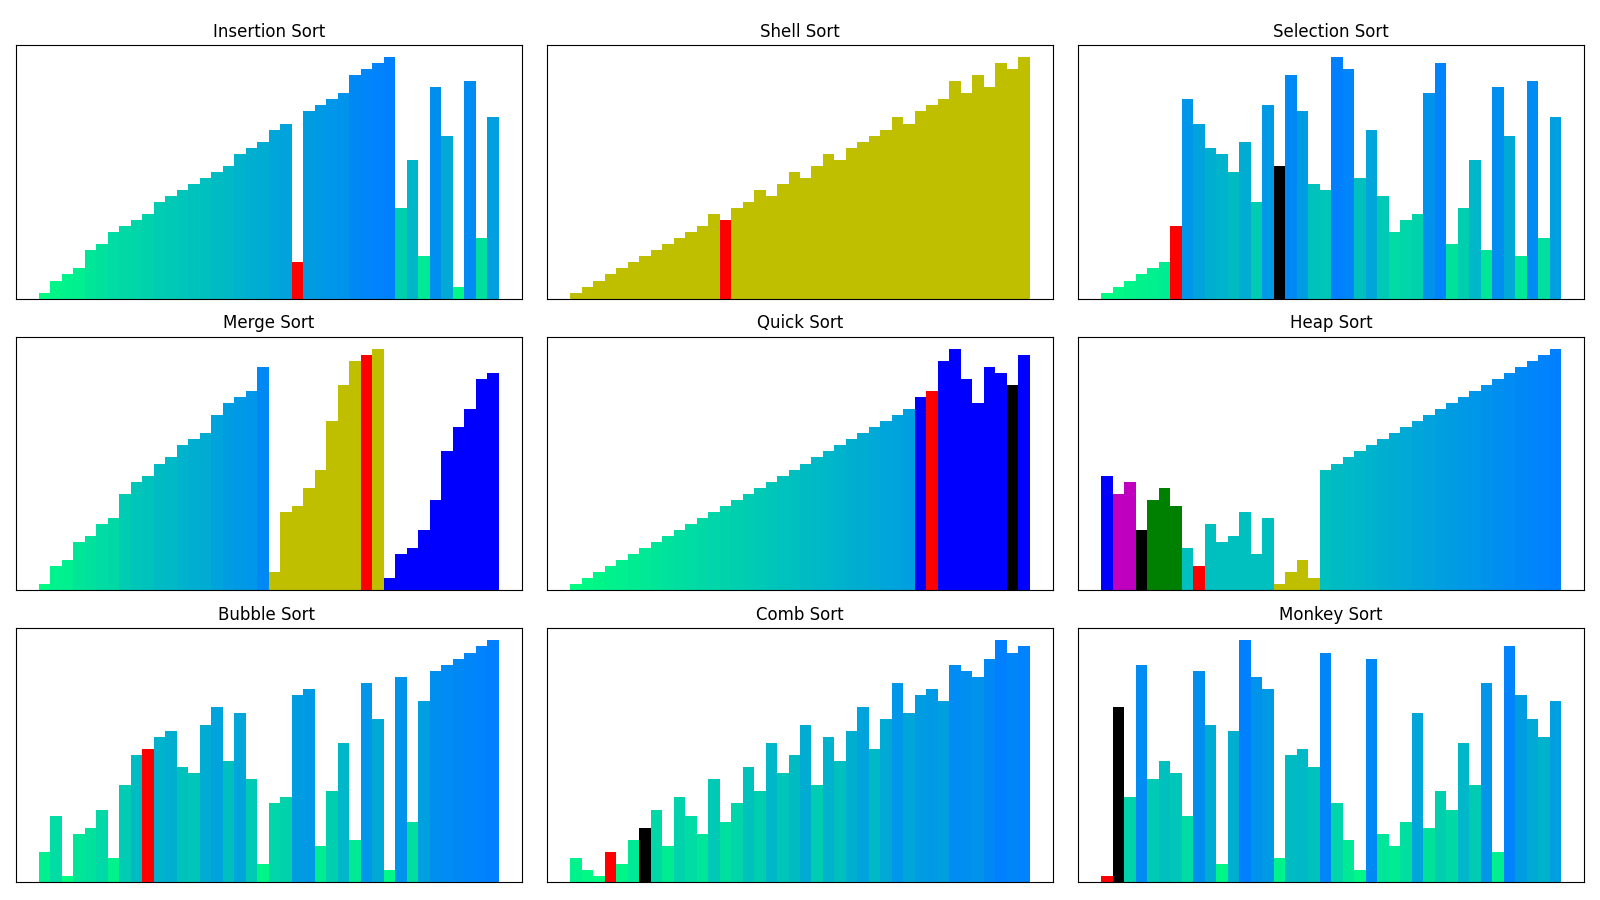 Insertion Sort
Shell Sort
Selection Sort
Merge Sort
Quick Sort
Heap Sort
Bubble Sort
Comb Sort
Monkey Sort